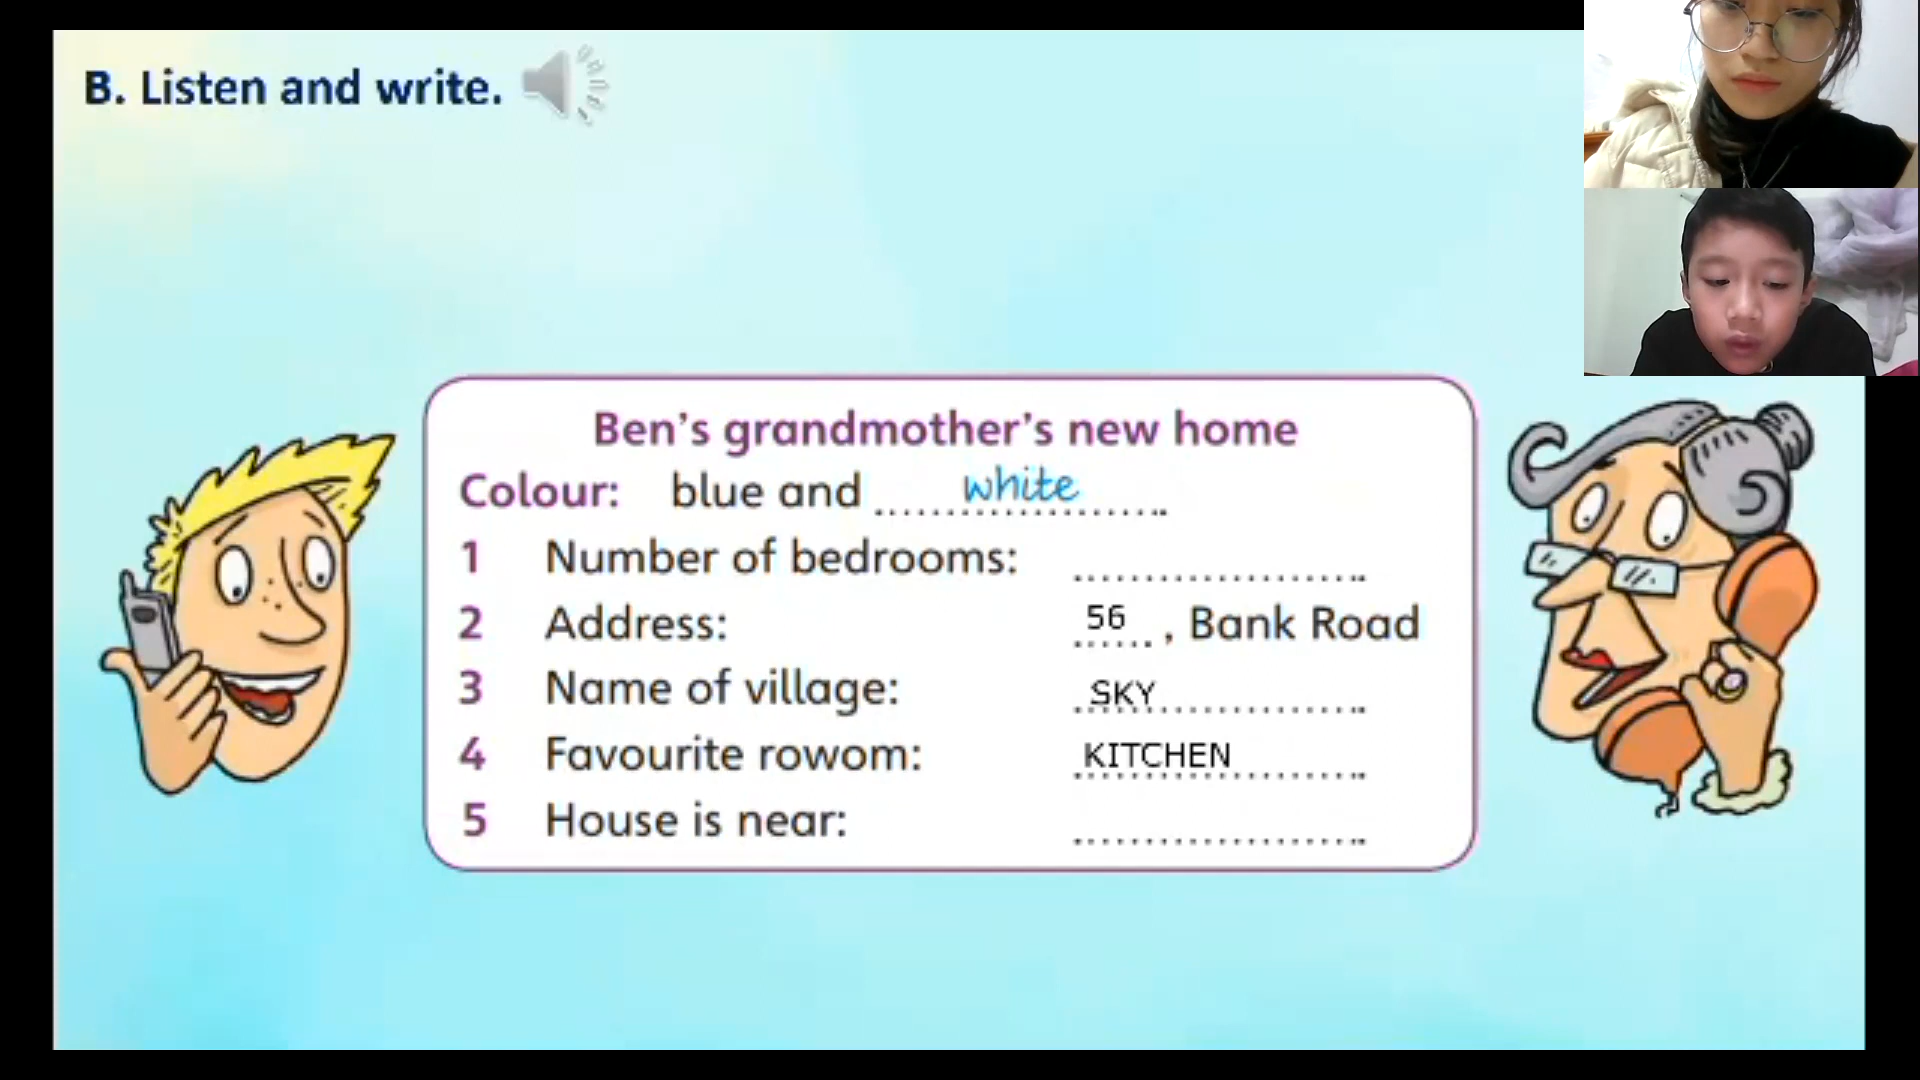 B. Listen and write.
Ben's grandmother's new home
Colour: blue and white
1 Number of bedrooms:
2 Address: 56, Bank Road
3 Name of village: SKY
4 Favourite rowom: KITCHEN
5 House is near: